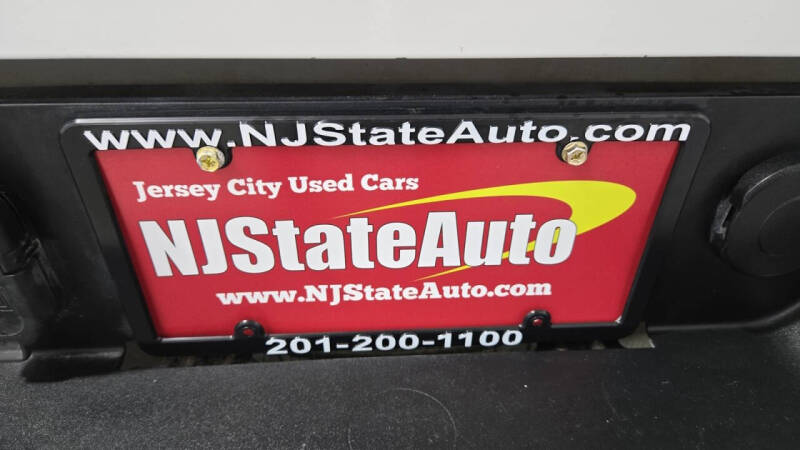 www.NJStateAuto.com
Jersey City Used Cars
NJStateAuto
www.NJStateAuto.com
201-200-1100